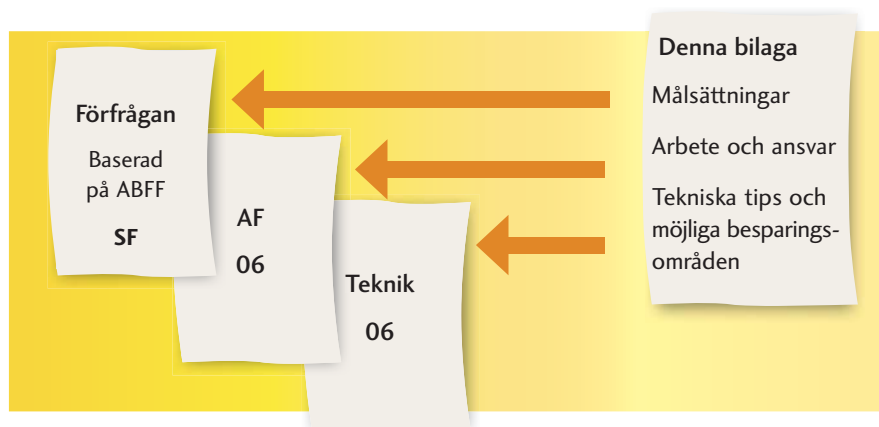 Förfrågan
Baserad
på ABFF
SF
AF
06
Teknik
06
Denna bilaga
Målsättningar
Arbete och ansvar
Tekniska tips och
möjliga besparings-
områden